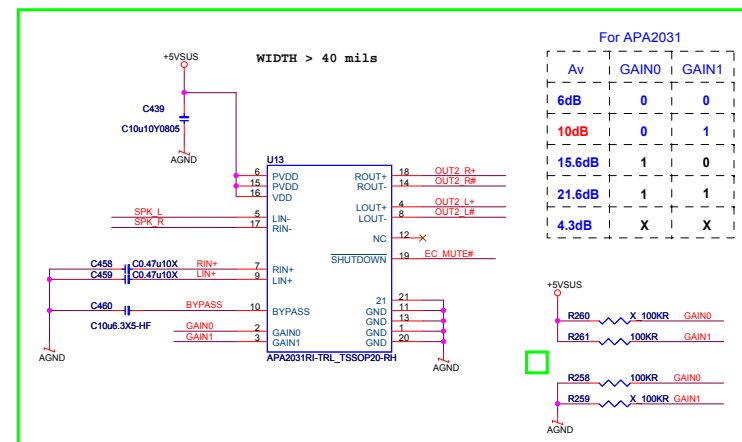 For APA2031
+5VSUS
WIDTH > 40 mils
Av GAIN0 GAIN1
6dB 0 0
10dB 0 1
15.6dB 1 0
21.6dB 1 1
4.3dB X X
C439
C10u10Y0805
AGND
U13
6 PVDD
15 PVDD
16 VDD
SPK_L 5 LIN-
SPK_R 17 RIN-
C458 C0.47u10X RIN+ 7 RIN+
C459 C0.47u10X LIN+ 9 LIN+
C460 BYPASS 10 BYPASS
C10u6.3X5-HF
GAIN0 2 GAIN0
GAIN1 3 GAIN1
AGND
ROUT+ 18 OUT2_R+
ROUT- 14 OUT2_R#
LOUT+ 4 OUT2_L+
LOUT- 8 OUT2_L#
NC 12
SHUTDOWN 19 EC_MUTE#
21 21
GND 11
GND 13
GND 1
GND 20
APA2031RI-TRL_TSSOP20-RH
AGND
+5VSUS
R260 X_100KR GAIN0
R261 100KR GAIN1
R258 100KR GAIN0
R259 X_100KR GAIN1
AGND